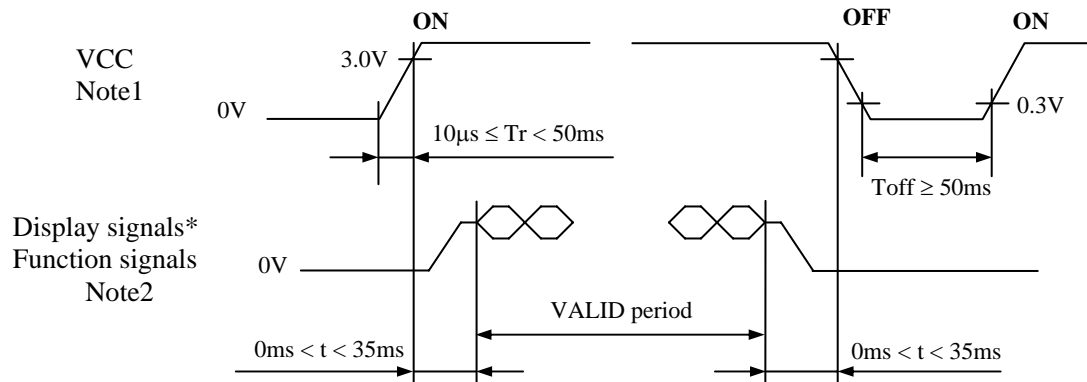 ON
OFF
ON
VCC
Note1
3.0V
0V
0.3V
10μs ≤ Tr < 50ms
Toff ≥ 50ms
Display signals*
Function signals
Note2
0V
VALID period
0ms < t < 35ms
0ms < t < 35ms